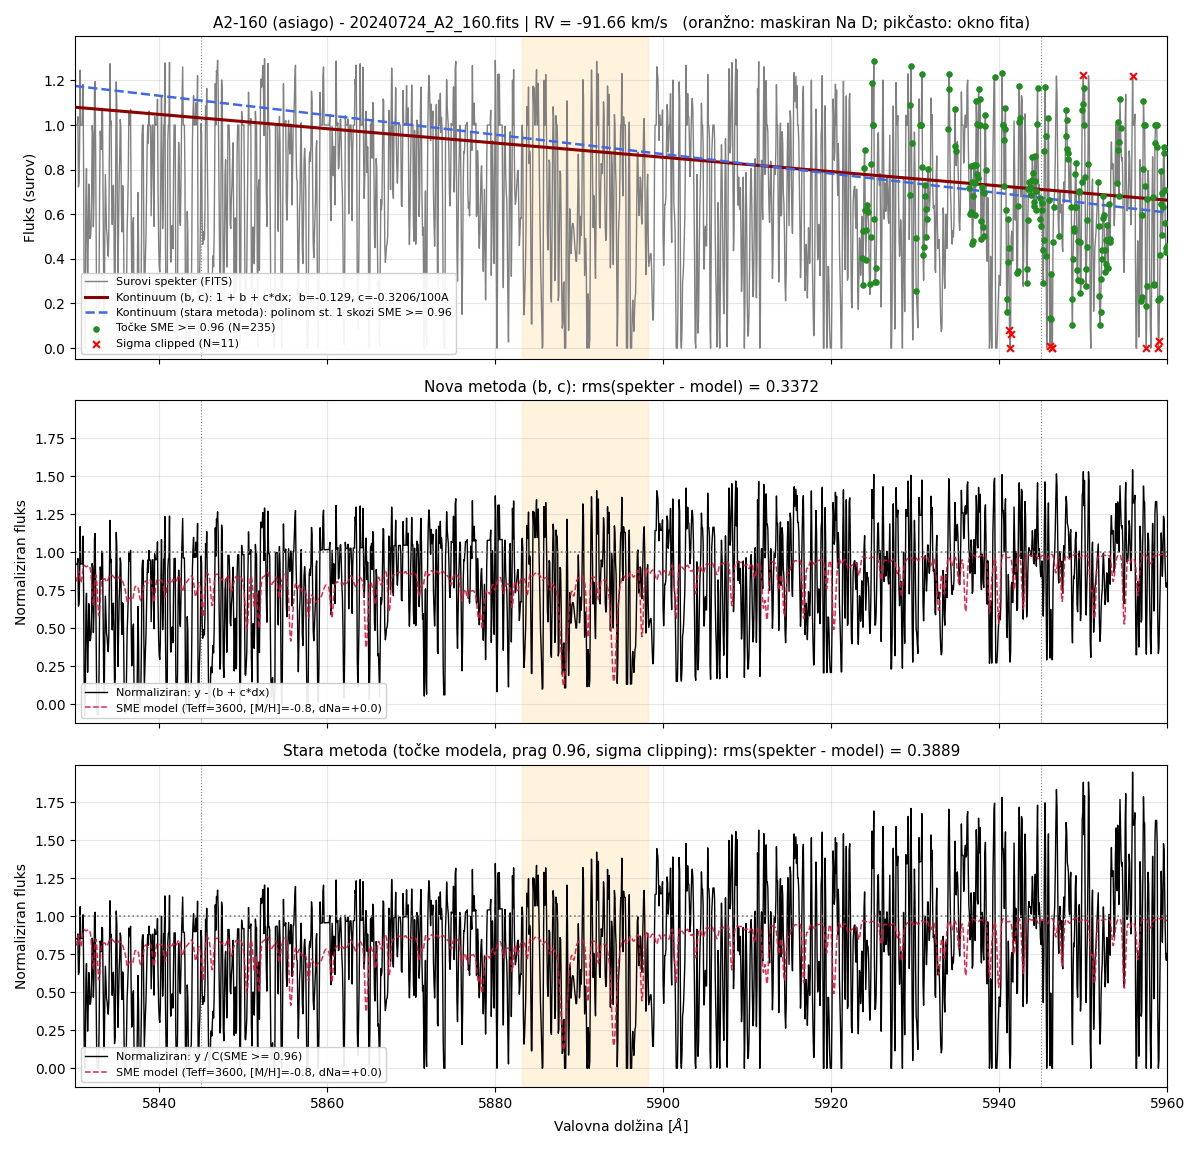 A2-160 (asiago) - 20240724_A2_160.fits | RV = -91.66 km/s   (oranžno: maskiran Na D; pikčasto: okno fita)
Fluks (surov)
1.2
1.0
0.8
0.6
0.4
0.2
0.0
Surovi spekter (FITS)
Kontinuum (b, c): 1 + b + c*dx;  b=-0.129, c=-0.3206/100A
Kontinuum (stara metoda): polinom st. 1 skozi SME >= 0.96
Točke SME >= 0.96 (N=235)
Sigma clipped (N=11)
Nova metoda (b, c): rms(spekter - model) = 0.3372
Normaliziran fluks
1.75
1.50
1.25
1.00
0.75
0.50
0.25
0.00
Normaliziran: y - (b + c*dx)
SME model (Teff=3600, [M/H]=-0.8, dNa=+0.0)
Stara metoda (točke modela, prag 0.96, sigma clipping): rms(spekter - model) = 0.3889
Normaliziran fluks
1.75
1.50
1.25
1.00
0.75
0.50
0.25
0.00
Normaliziran: y / C(SME >= 0.96)
SME model (Teff=3600, [M/H]=-0.8, dNa=+0.0)
5840 5860 5880 5900 5920 5940 5960
Valovna dolžina [Å]